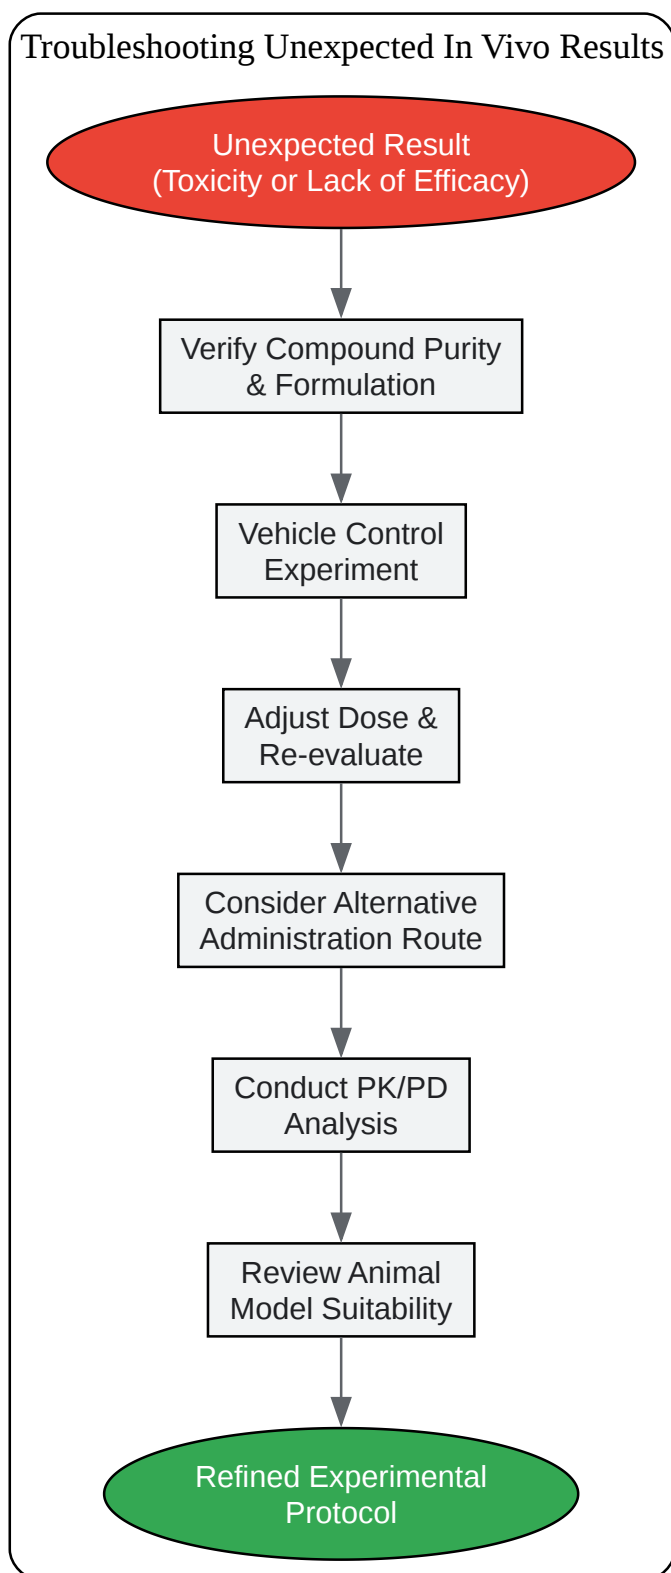 Troubleshooting Unexpected In Vivo Results
Unexpected Result
(Toxicity or Lack of Efficacy)
Verify Compound Purity
& Formulation
Vehicle Control
Experiment
Adjust Dose &
Re-evaluate
Consider Alternative
Administration Route
Conduct PK/PD
Analysis
Review Animal
Model Suitability
Refined Experimental
Protocol